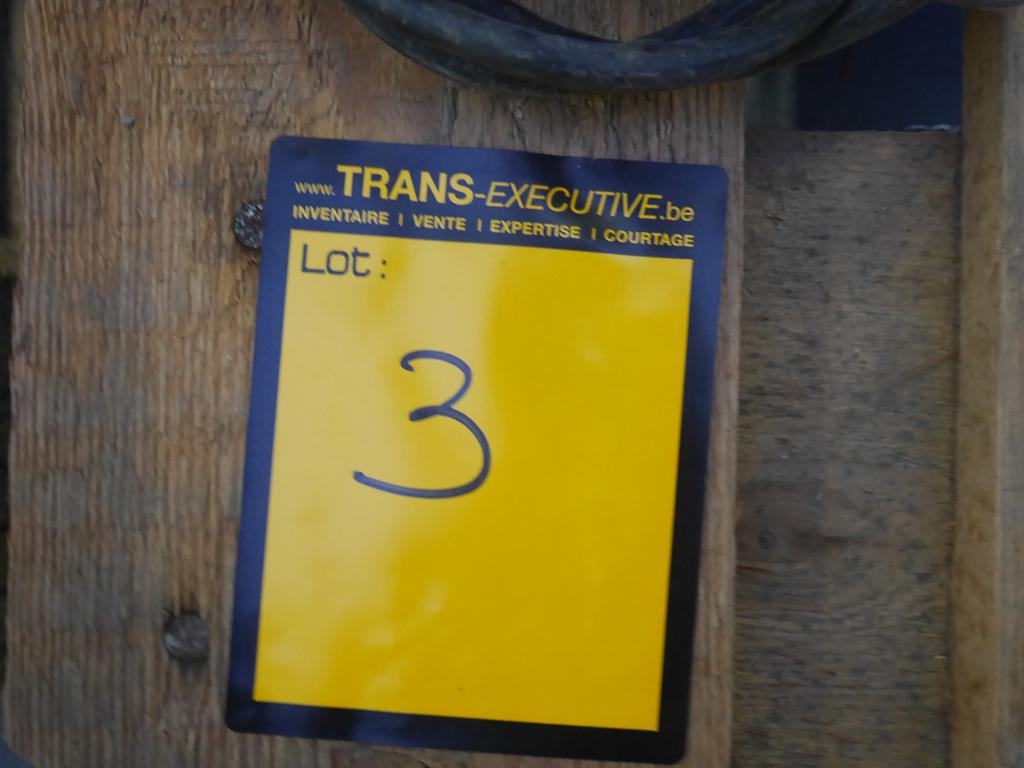 www.TRANS-EXECUTIVE.be
INVENTAIRE | VENTE | EXPERTISE | COURTAGE
Lot:
3